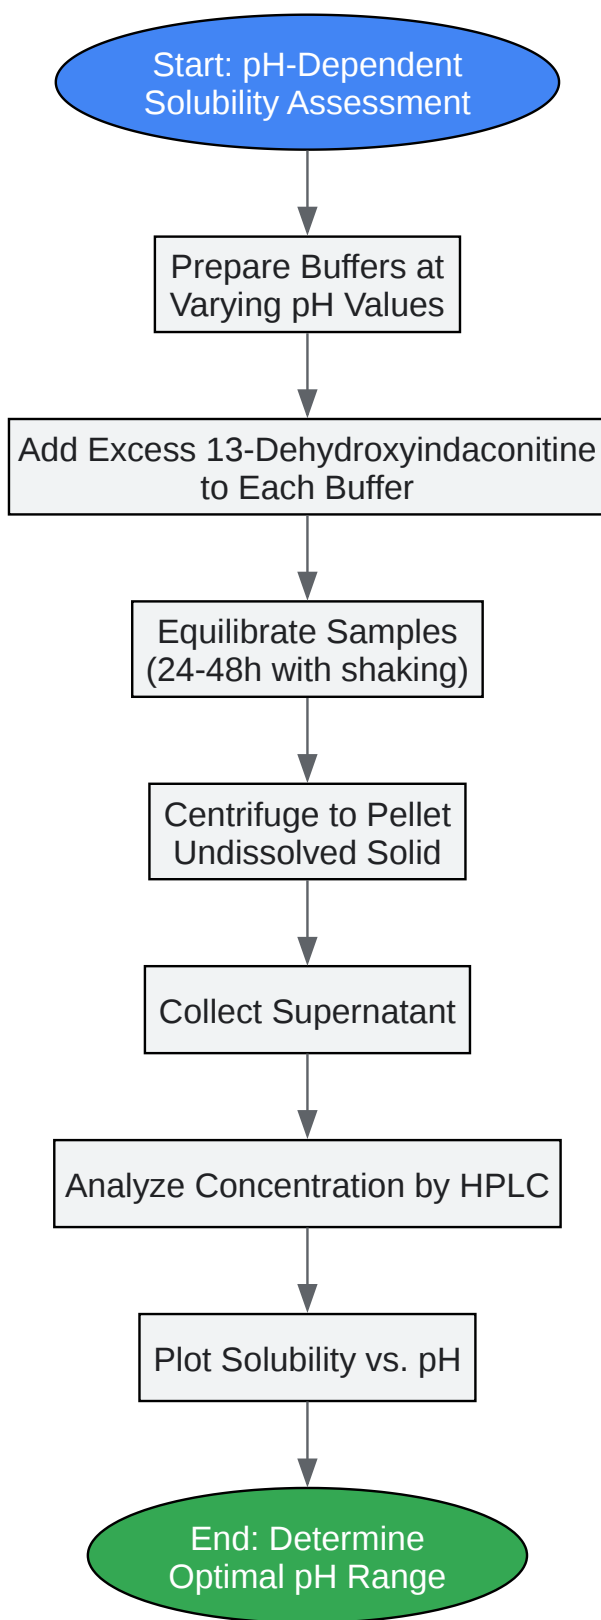 Start: pH-Dependent
Solubility Assessment
Prepare Buffers at
Varying pH Values
Add Excess 13-Dehydroxyindaconitine
to Each Buffer
Equilibrate Samples
(24-48h with shaking)
Centrifuge to Pellet
Undissolved Solid
Collect Supernatant
Analyze Concentration by HPLC
Plot Solubility vs. pH
End: Determine
Optimal pH Range